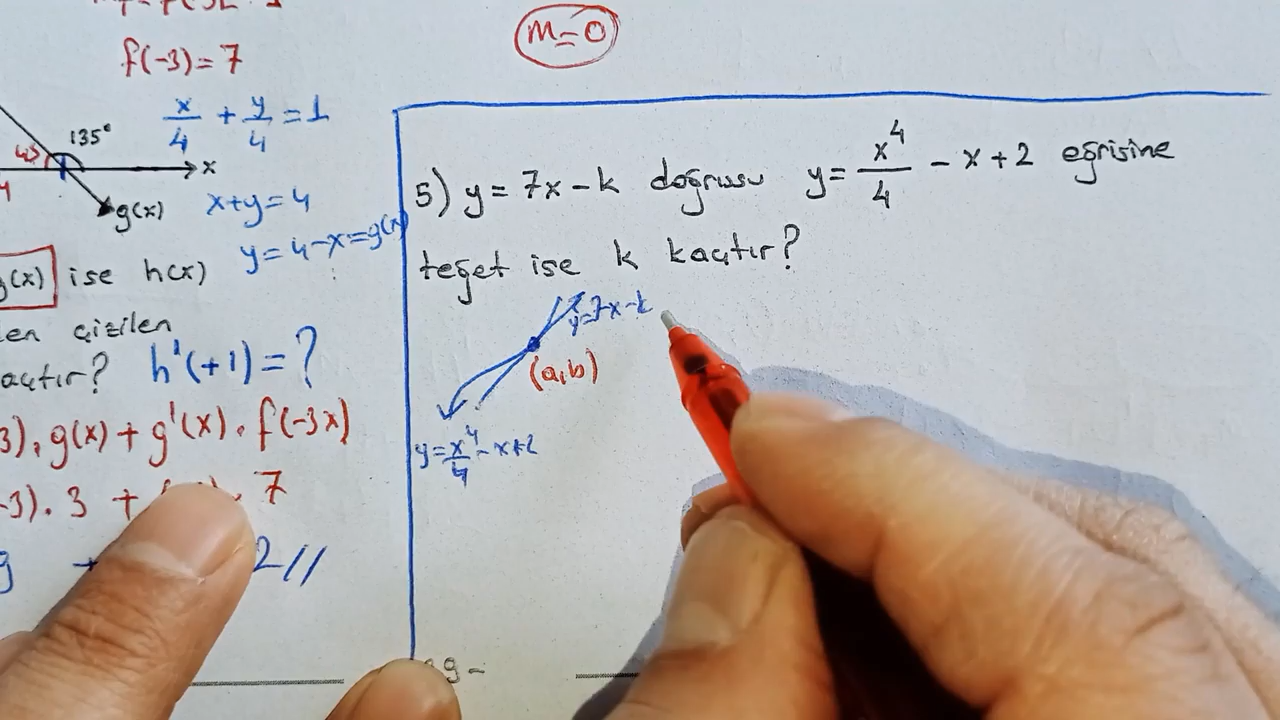 m=0
f(-3)=7
x/4 + y/4 = 1
135°
45
x
g(x)
x+y=4
y=4-x=g(x)
g(x) ise h(x)
çizilen
h'(+1)=?
3).g(x)+g'(x).f(-3x)
-3).3 + . 7
+ 2//
5) y=7x-k doğrusu y=x⁴/4 -x+2 eğrisine
teğet ise k kaçtır?
y=7x-k
(a,b)
y=x⁴/4 -x+2